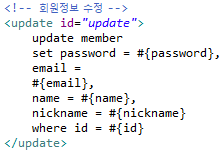 <!-- 회원정보 수정 -->
<update id="update">
update member
set password = #{password},
email =
#{email},
name = #{name},
nickname = #{nickname}
where id = #{id}
</update>